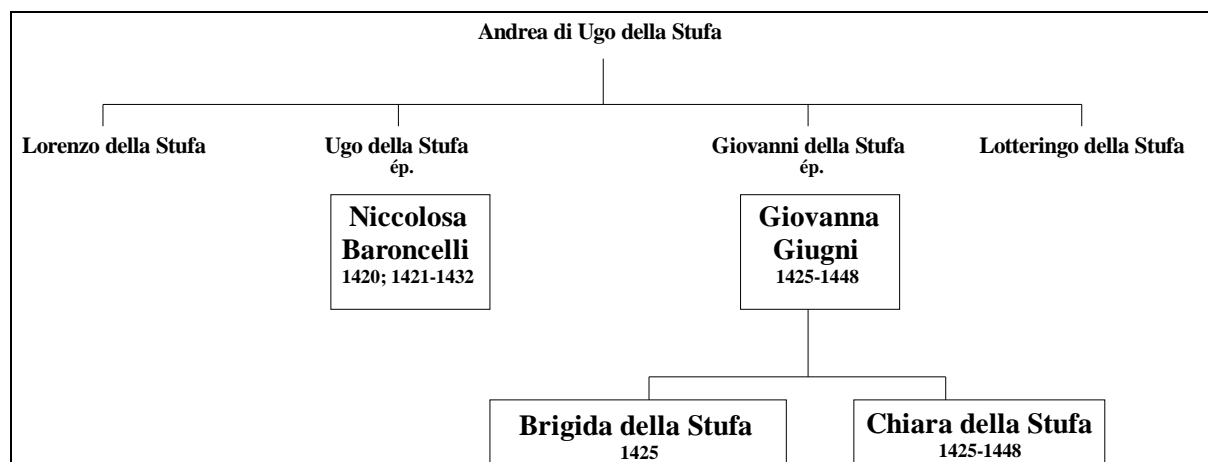 Andrea di Ugo della Stufa
Lorenzo della Stufa
Ugo della Stufa
ép.
Giovanni della Stufa
ép.
Lotteringo della Stufa
Niccolosa
Baroncelli
1420; 1421-1432
Giovanna
Giugni
1425-1448
Brigida della Stufa
1425
Chiara della Stufa
1425-1448